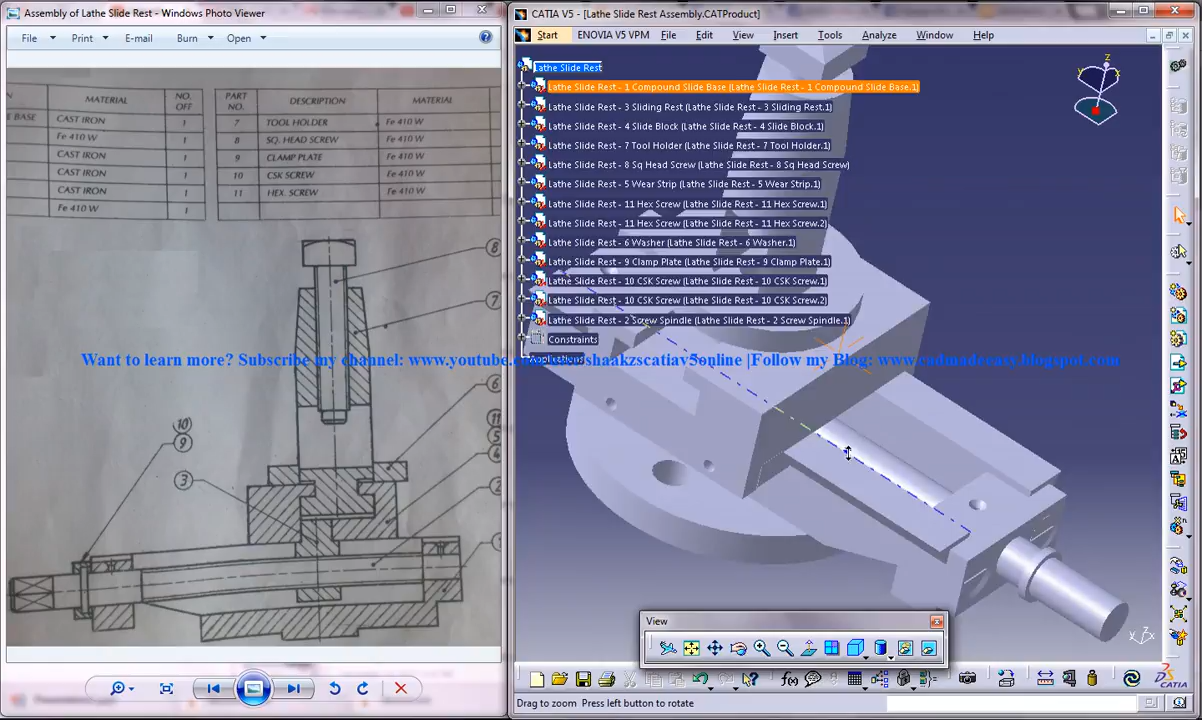 Assembly of Lathe Slide Rest - Windows Photo Viewer
File Print E-mail Burn Open
MATERIAL NO. OFF PART NO. DESCRIPTION MATERIAL
BASE CAST IRON 1 7 TOOL HOLDER Fe 410 W
Fe 410 W 1 8 SQ. HEAD SCREW Fe 410 W
CAST IRON 1 9 CLAMP PLATE Fe 410 W
CAST IRON 1 10 CSK SCREW Fe 410 W
CAST IRON 1 11 HEX. SCREW Fe 410 W
Fe 410 W 1
8
7
6
10
9
11
5
4
3
2
1
CATIA V5 - [Lathe Slide Rest Assembly.CATProduct]
Start ENOVIA V5 VPM File Edit View Insert Tools Analyze Window Help
Lathe Slide Rest
Lathe Slide Rest - 1 Compound Slide Base (Lathe Slide Rest - 1 Compound Slide Base.1)
Lathe Slide Rest - 3 Sliding Rest (Lathe Slide Rest - 3 Sliding Rest.1)
Lathe Slide Rest - 4 Slide Block (Lathe Slide Rest - 4 Slide Block.1)
Lathe Slide Rest - 7 Tool Holder (Lathe Slide Rest - 7 Tool Holder.1)
Lathe Slide Rest - 8 Sq Head Screw (Lathe Slide Rest - 8 Sq Head Screw)
Lathe Slide Rest - 5 Wear Strip (Lathe Slide Rest - 5 Wear Strip.1)
Lathe Slide Rest - 11 Hex Screw (Lathe Slide Rest - 11 Hex Screw.1)
Lathe Slide Rest - 11 Hex Screw (Lathe Slide Rest - 11 Hex Screw.2)
Lathe Slide Rest - 6 Washer (Lathe Slide Rest - 6 Washer.1)
Lathe Slide Rest - 9 Clamp Plate (Lathe Slide Rest - 9 Clamp Plate.1)
Lathe Slide Rest - 10 CSK Screw (Lathe Slide Rest - 10 CSK Screw.1)
Lathe Slide Rest - 10 CSK Screw (Lathe Slide Rest - 10 CSK Screw.2)
Lathe Slide Rest - 2 Screw Spindle (Lathe Slide Rest - 2 Screw Spindle.1)
Constraints
Applications
Want to learn more? Subscribe my channel: www.youtube. shaakzscatiav5online |Follow my Blog: www.cadmadeeasy.blogspot.com
z
y
x
View
CATIA
Drag to zoom Press left button to rotate